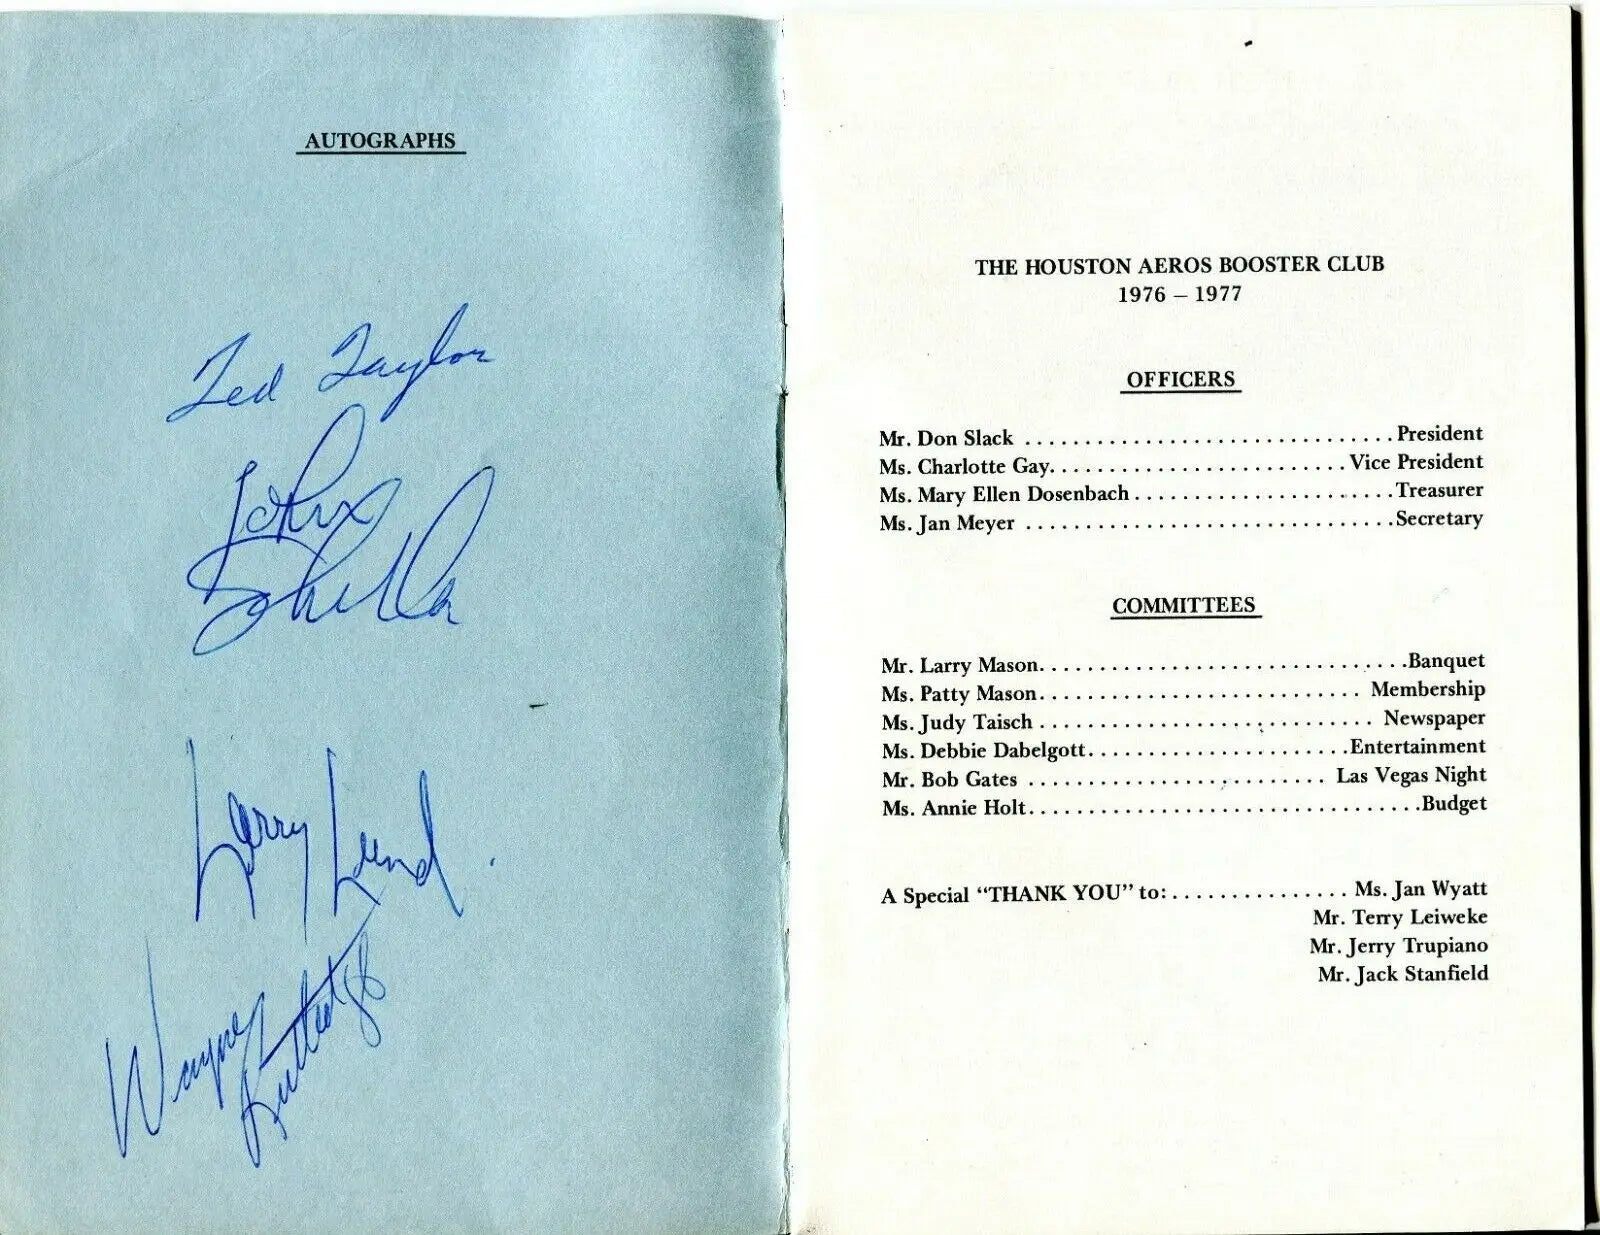 AUTOGRAPHS
Ted Taylor
John
Schella
Larry Lund.
Wayne
Rutledge
THE HOUSTON AEROS BOOSTER CLUB
1976 – 1977
OFFICERS
Mr. Don Slack ............................... President
Ms. Charlotte Gay......................... Vice President
Ms. Mary Ellen Dosenbach ...................... Treasurer
Ms. Jan Meyer ............................... Secretary
COMMITTEES
Mr. Larry Mason............................... Banquet
Ms. Patty Mason........................... Membership
Ms. Judy Taisch ............................ Newspaper
Ms. Debbie Dabelgott...................... Entertainment
Mr. Bob Gates ......................... Las Vegas Night
Ms. Annie Holt................................. Budget
A Special “THANK YOU” to: ............... Ms. Jan Wyatt
Mr. Terry Leiweke
Mr. Jerry Trupiano
Mr. Jack Stanfield